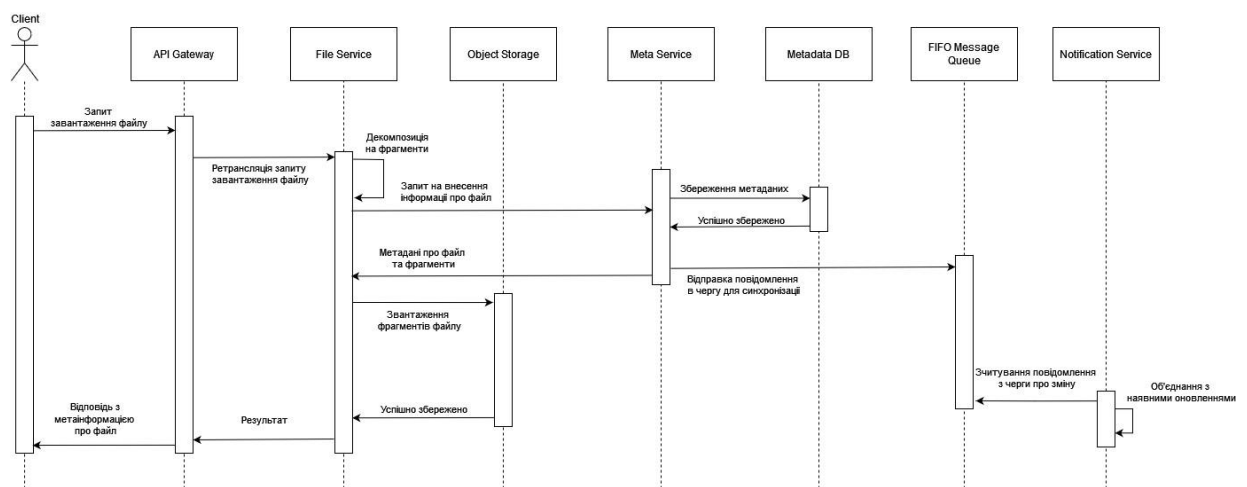 Client
API Gateway
File Service
Object Storage
Meta Service
Metadata DB
FIFO Message
Queue
Notification Service
Запит
завантаження файлу
Декомпозиція
на фрагменти
Ретрансляція запиту
завантаження файлу
Запит на внесення
інформації про файл
Збереження метаданих
Успішно збережено
Метадані про файл
та фрагменти
Відправка повідомлення
в чергу для синхронізації
Звантаження
фрагментів файлу
Зчитування повідомлення
з черги про зміну
Об'єднання з
наявними оновленнями
Успішно збережено
Результат
Відповідь з
метаінформацією
про файл